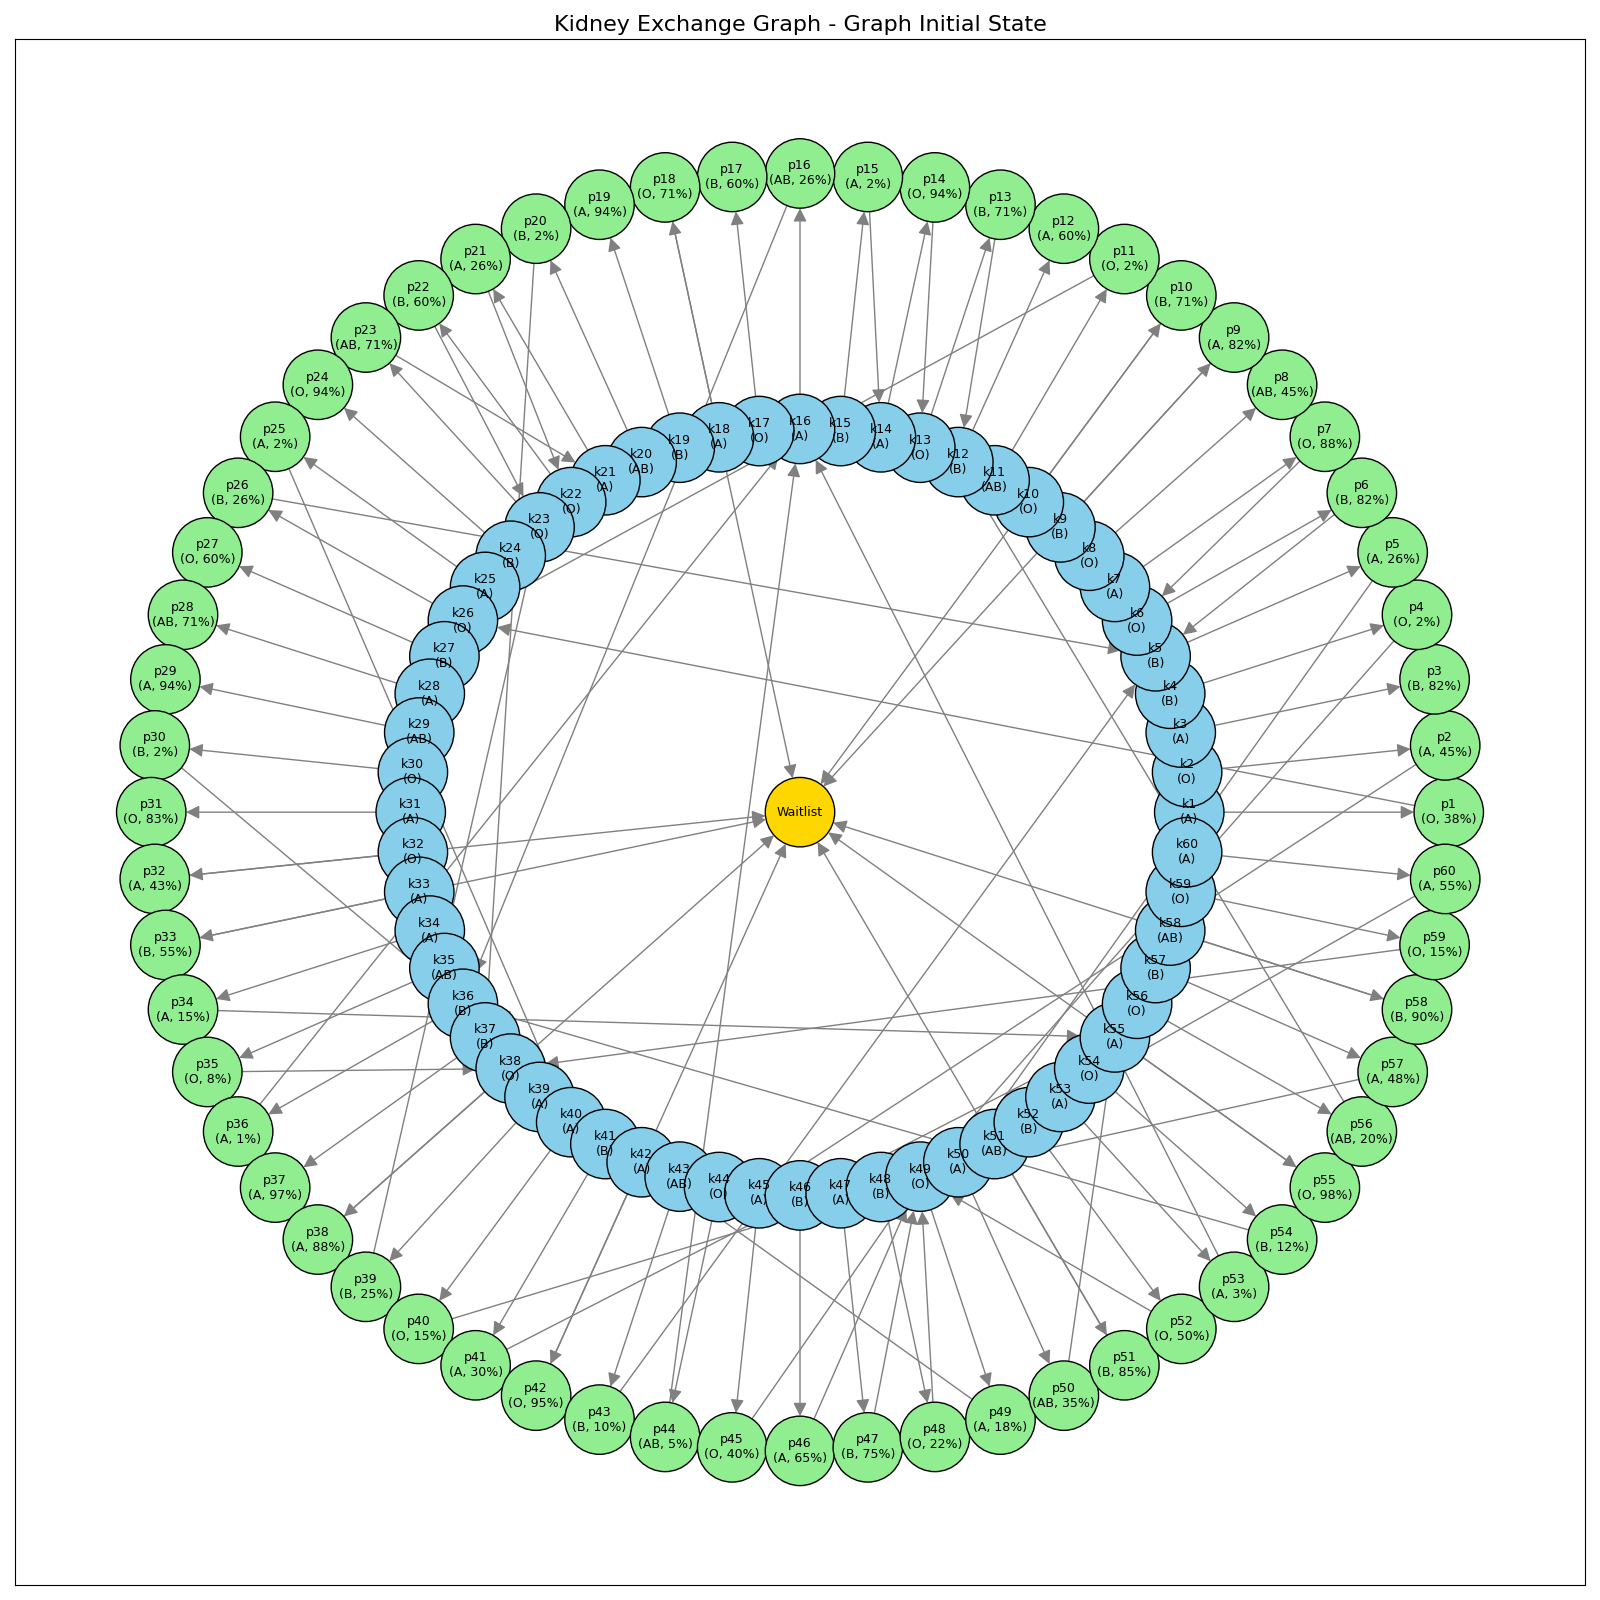 Kidney Exchange Graph - Graph Initial State
p1
(O, 38%)
p2
(A, 45%)
p3
(B, 82%)
p4
(O, 2%)
p5
(A, 26%)
p6
(B, 82%)
p7
(O, 88%)
p8
(AB, 45%)
p9
(A, 82%)
p10
(B, 71%)
p11
(O, 2%)
p12
(A, 60%)
p13
(B, 71%)
p14
(O, 94%)
p15
(A, 2%)
p16
(AB, 26%)
p17
(B, 60%)
p18
(O, 71%)
p19
(A, 94%)
p20
(B, 2%)
p21
(A, 26%)
p22
(B, 60%)
p23
(AB, 71%)
p24
(O, 94%)
p25
(A, 2%)
p26
(B, 26%)
p27
(O, 60%)
p28
(AB, 71%)
p29
(A, 94%)
p30
(B, 2%)
p31
(O, 83%)
p32
(A, 43%)
p33
(B, 55%)
p34
(A, 15%)
p35
(O, 8%)
p36
(A, 1%)
p37
(A, 97%)
p38
(A, 88%)
p39
(B, 25%)
p40
(O, 15%)
p41
(A, 30%)
p42
(O, 95%)
p43
(B, 10%)
p44
(AB, 5%)
p45
(O, 40%)
p46
(A, 65%)
p47
(B, 75%)
p48
(O, 22%)
p49
(A, 18%)
p50
(AB, 35%)
p51
(B, 85%)
p52
(O, 50%)
p53
(A, 3%)
p54
(B, 12%)
p55
(O, 98%)
p56
(AB, 20%)
p57
(A, 48%)
p58
(B, 90%)
p59
(O, 15%)
p60
(A, 55%)
k1
(A)
k2
(O)
k3
(A)
k4
(B)
k5
(B)
k6
(O)
k7
(A)
k8
(O)
k9
(B)
k10
(O)
k11
(AB)
k12
(B)
k13
(O)
k14
(A)
k15
(B)
k16
(A)
k17
(O)
k18
(A)
k19
(B)
k20
(AB)
k21
(A)
k22
(O)
k23
(O)
k24
(B)
k25
(A)
k26
(O)
k27
(B)
k28
(A)
k29
(AB)
k30
(O)
k31
(A)
k32
(O)
k33
(A)
k34
(A)
k35
(AB)
k36
(B)
k37
(B)
k38
(O)
k39
(A)
k40
(A)
k41
(B)
k42
(A)
k43
(AB)
k44
(O)
k45
(A)
k46
(B)
k47
(A)
k48
(B)
k49
(O)
k50
(A)
k51
(AB)
k52
(B)
k53
(A)
k54
(O)
k55
(A)
k56
(O)
k57
(B)
k58
(AB)
k59
(O)
k60
(A)
Waitlist